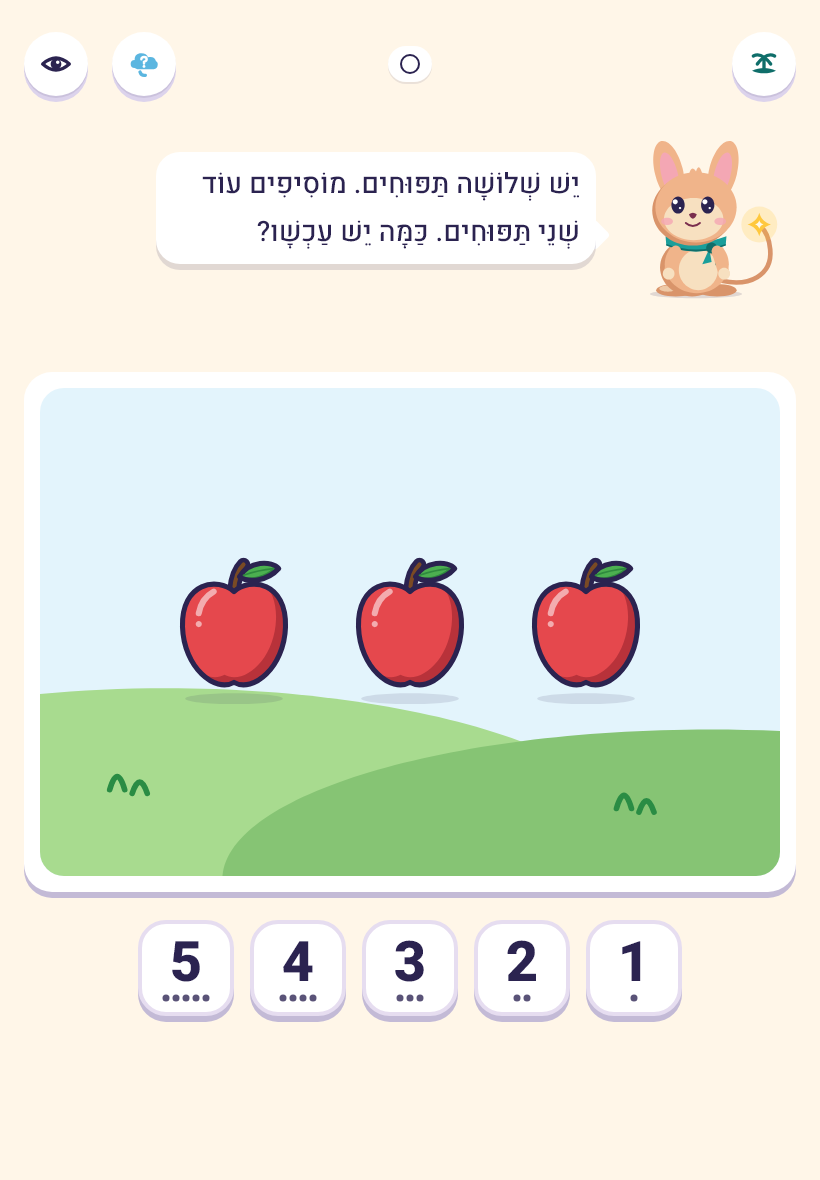 ?
יֵשׁ שְׁלוֹשָׁה תַּפּוּחִים. מוֹסִיפִים עוֹד
שְׁנֵי תַּפּוּחִים. כַּמָּה יֵשׁ עַכְשָׁו?
1 2 3 4 5